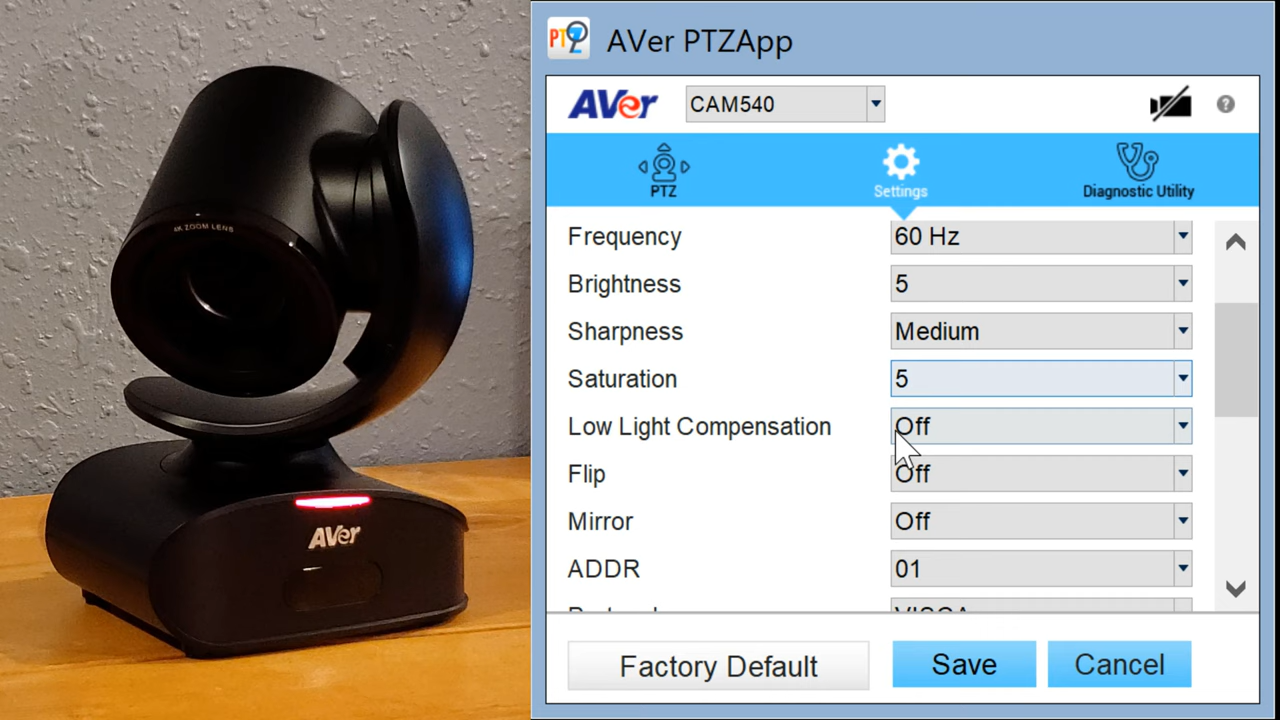 4K ZOOM LENS
AVer
PTZ AVer PTZApp
AVer CAM540 ?
PTZ Settings Diagnostic Utility
Frequency 60 Hz
Brightness 5
Sharpness Medium
Saturation 5
Low Light Compensation Off
Flip Off
Mirror Off
ADDR 01
Factory Default Save Cancel